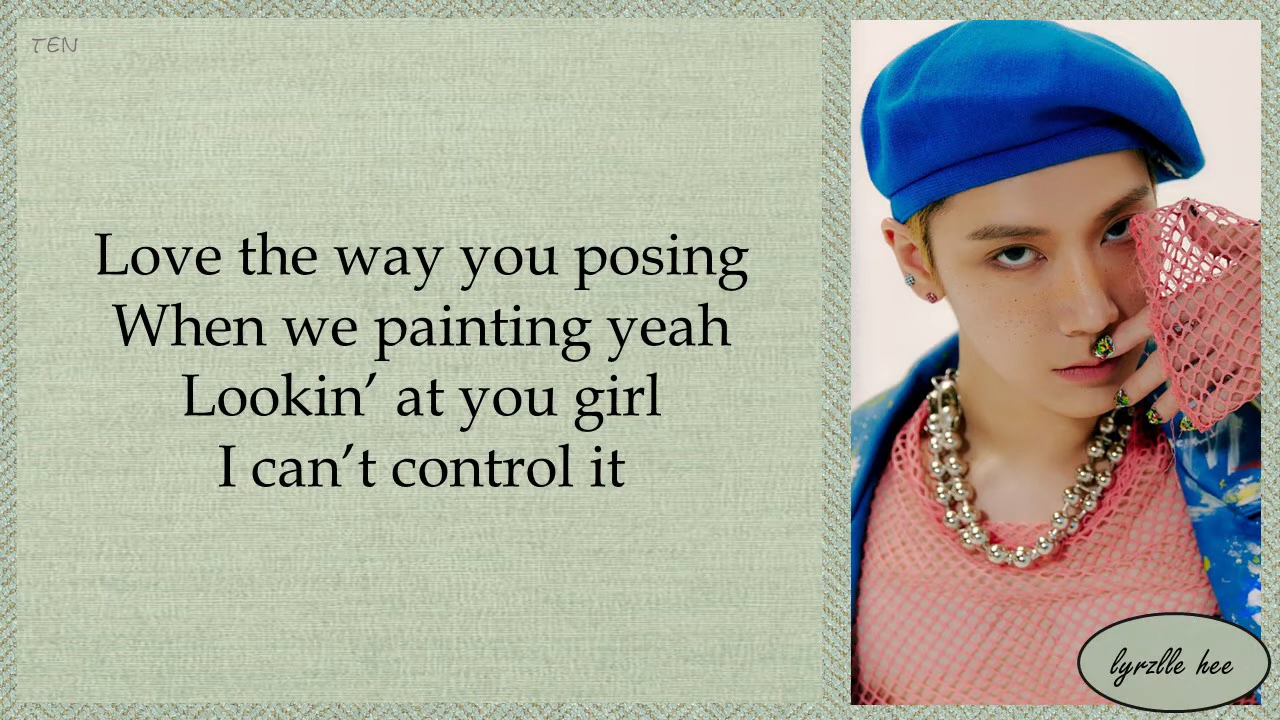 TEN
Love the way you posing
When we painting yeah
Lookin’ at you girl
I can’t control it
lyrzlle hee